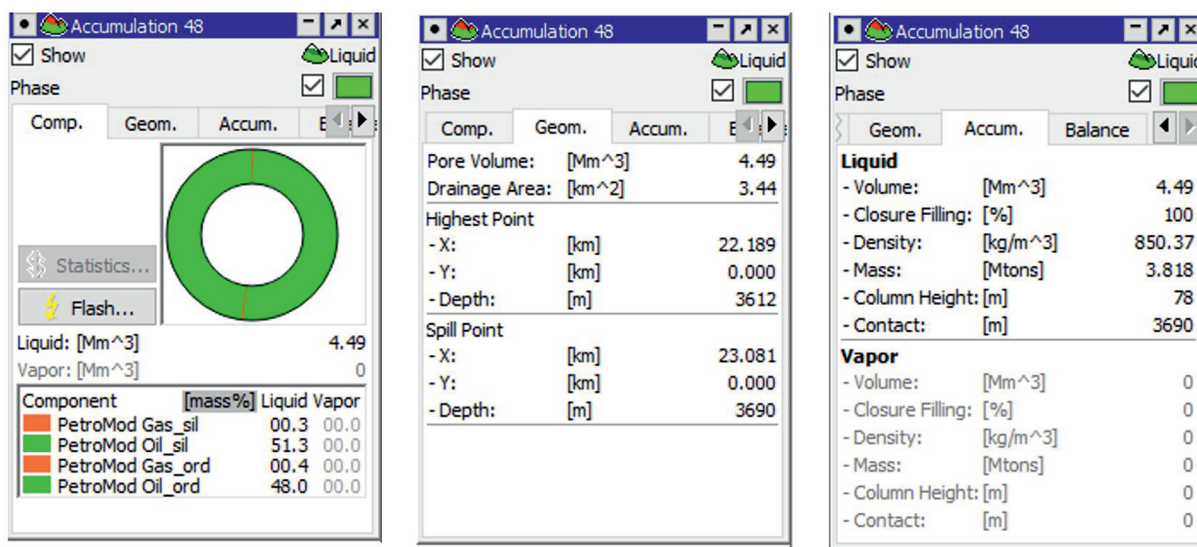 Accumulation 48
Show Liquid
Phase
Comp. Geom. Accum.
Statistics...
Flash...
Liquid: [Mm^3] 4.49
Vapor: [Mm^3] 0
Component [mass%] Liquid Vapor
PetroMod Gas_sil 00.3 00.0
PetroMod Oil_sil 51.3 00.0
PetroMod Gas_ord 00.4 00.0
PetroMod Oil_ord 48.0 00.0
Accumulation 48
Show Liquid
Phase
Comp. Geom. Accum.
Pore Volume: [Mm^3] 4.49
Drainage Area: [km^2] 3.44
Highest Point
- X: [km] 22.189
- Y: [km] 0.000
- Depth: [m] 3612
Spill Point
- X: [km] 23.081
- Y: [km] 0.000
- Depth: [m] 3690
Accumulation 48
Show Liquid
Phase
Geom. Accum. Balance
Liquid
- Volume: [Mm^3] 4.49
- Closure Filling: [%] 100
- Density: [kg/m^3] 850.37
- Mass: [Mtons] 3.818
- Column Height: [m] 78
- Contact: [m] 3690
Vapor
- Volume: [Mm^3] 0
- Closure Filling: [%] 0
- Density: [kg/m^3] 0
- Mass: [Mtons] 0
- Column Height: [m] 0
- Contact: [m] 0